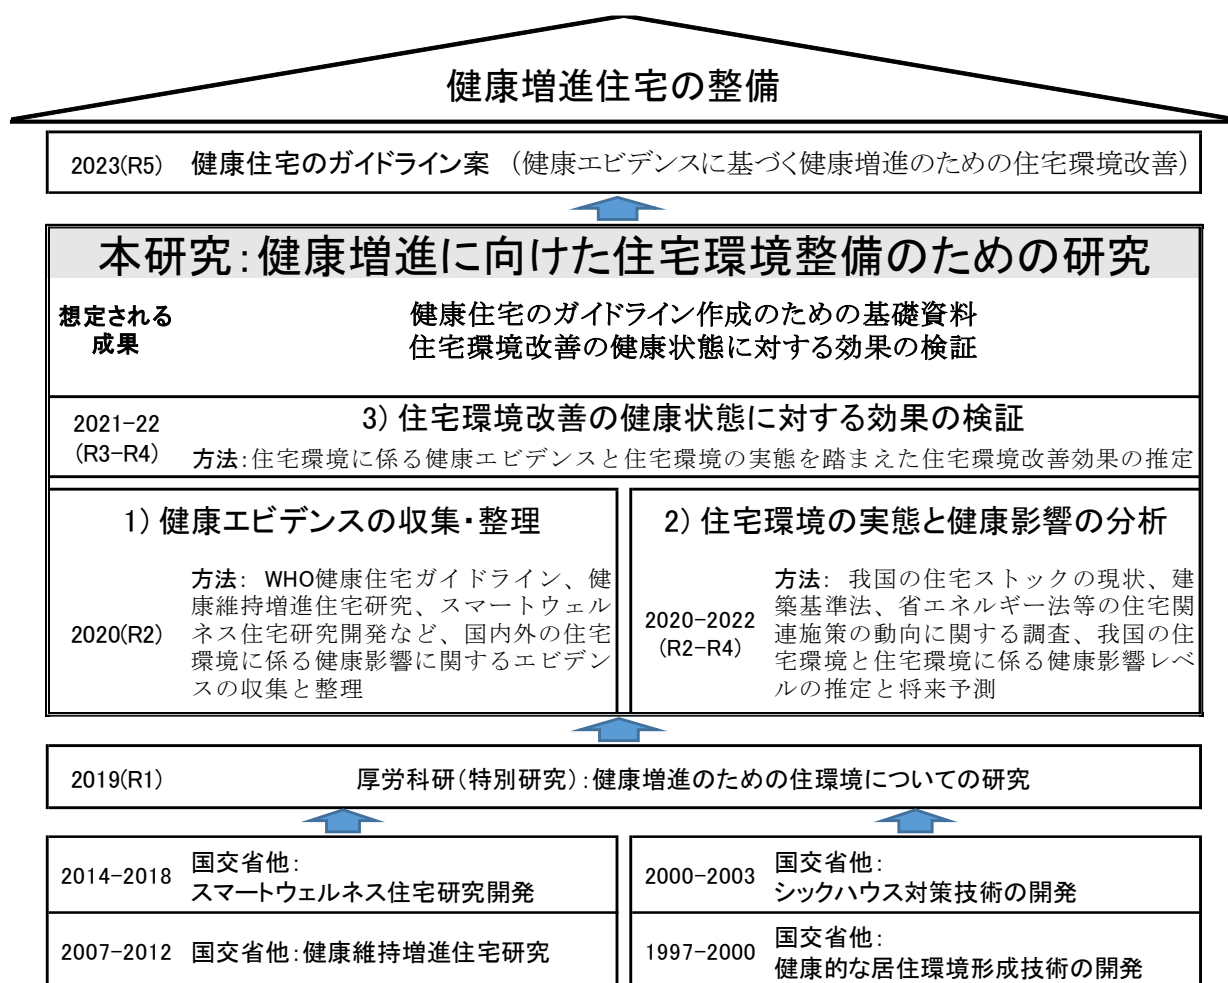 健康増進住宅の整備
2023(R5) 健康住宅のガイドライン案 (健康エビデンスに基づく健康増進のための住宅環境改善)
本研究:健康増進に向けた住宅環境整備のための研究
想定される
成果
健康住宅のガイドライン作成のための基礎資料
住宅環境改善の健康状態に対する効果の検証
2021-22
(R3-R4)
3) 住宅環境改善の健康状態に対する効果の検証
方法:住宅環境に係る健康エビデンスと住宅環境の実態を踏まえた住宅環境改善効果の推定
1) 健康エビデンスの収集・整理
2020(R2)
方法: WHO健康住宅ガイドライン、健
康維持増進住宅研究、スマートウェル
ネス住宅研究開発など、国内外の住宅
環境に係る健康影響に関するエビデン
スの収集と整理
2) 住宅環境の実態と健康影響の分析
2020-2022
(R2-R4)
方法: 我国の住宅ストックの現状、建
築基準法、省エネルギー法等の住宅関
連施策の動向に関する調査、我国の住
宅環境と住宅環境に係る健康影響レベ
ルの推定と将来予測
2019(R1) 厚労科研(特別研究):健康増進のための住環境についての研究
2014-2018
国交省他:
スマートウェルネス住宅研究開発
2000-2003
国交省他:
シックハウス対策技術の開発
2007-2012 国交省他:健康維持増進住宅研究
1997-2000
国交省他:
健康的な居住環境形成技術の開発